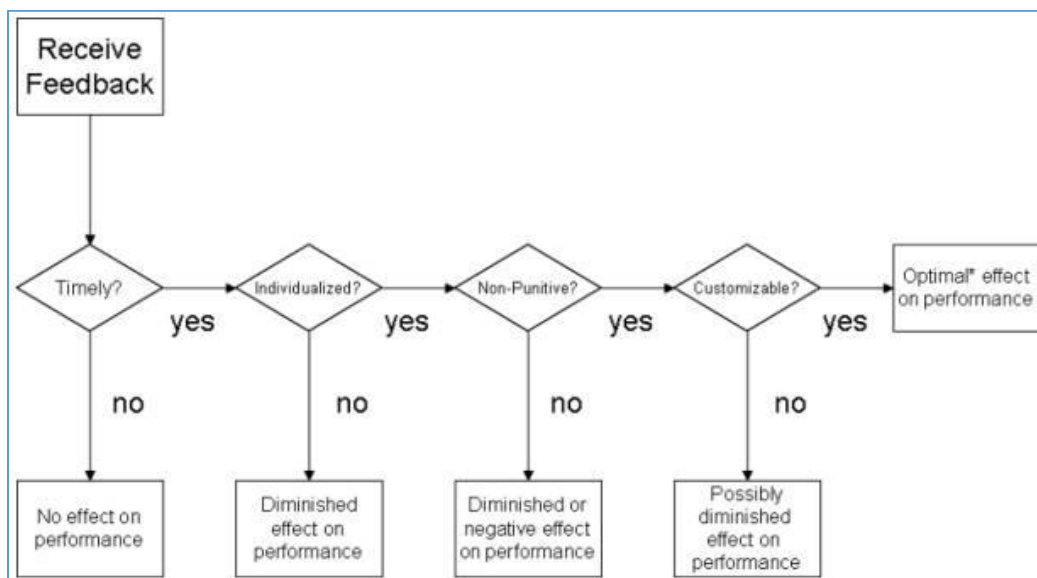 Receive
Feedback
Timely?
Individualized?
Non-Punitive?
Customizable?
Optimal* effect
on performance
yes
yes
yes
yes
no
no
no
no
No effect on
performance
Diminished
effect on
performance
Diminished or
negative effect
on performance
Possibly
diminished
effect on
performance